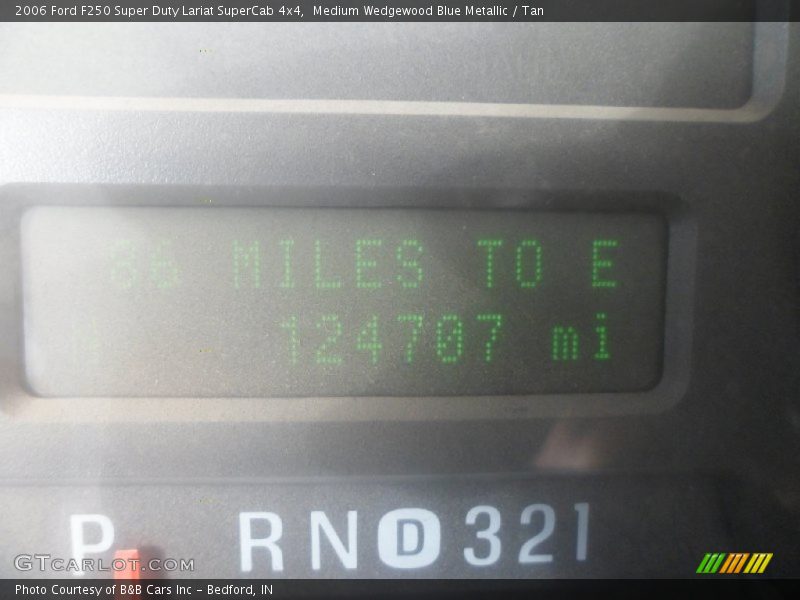 2006 Ford F250 Super Duty Lariat SuperCab 4x4,  Medium Wedgewood Blue Metallic / Tan
MILES TO E
124707 mi
P R N D 3 2 1
GTCARLOT.COM
Photo Courtesy of B&B Cars Inc - Bedford, IN